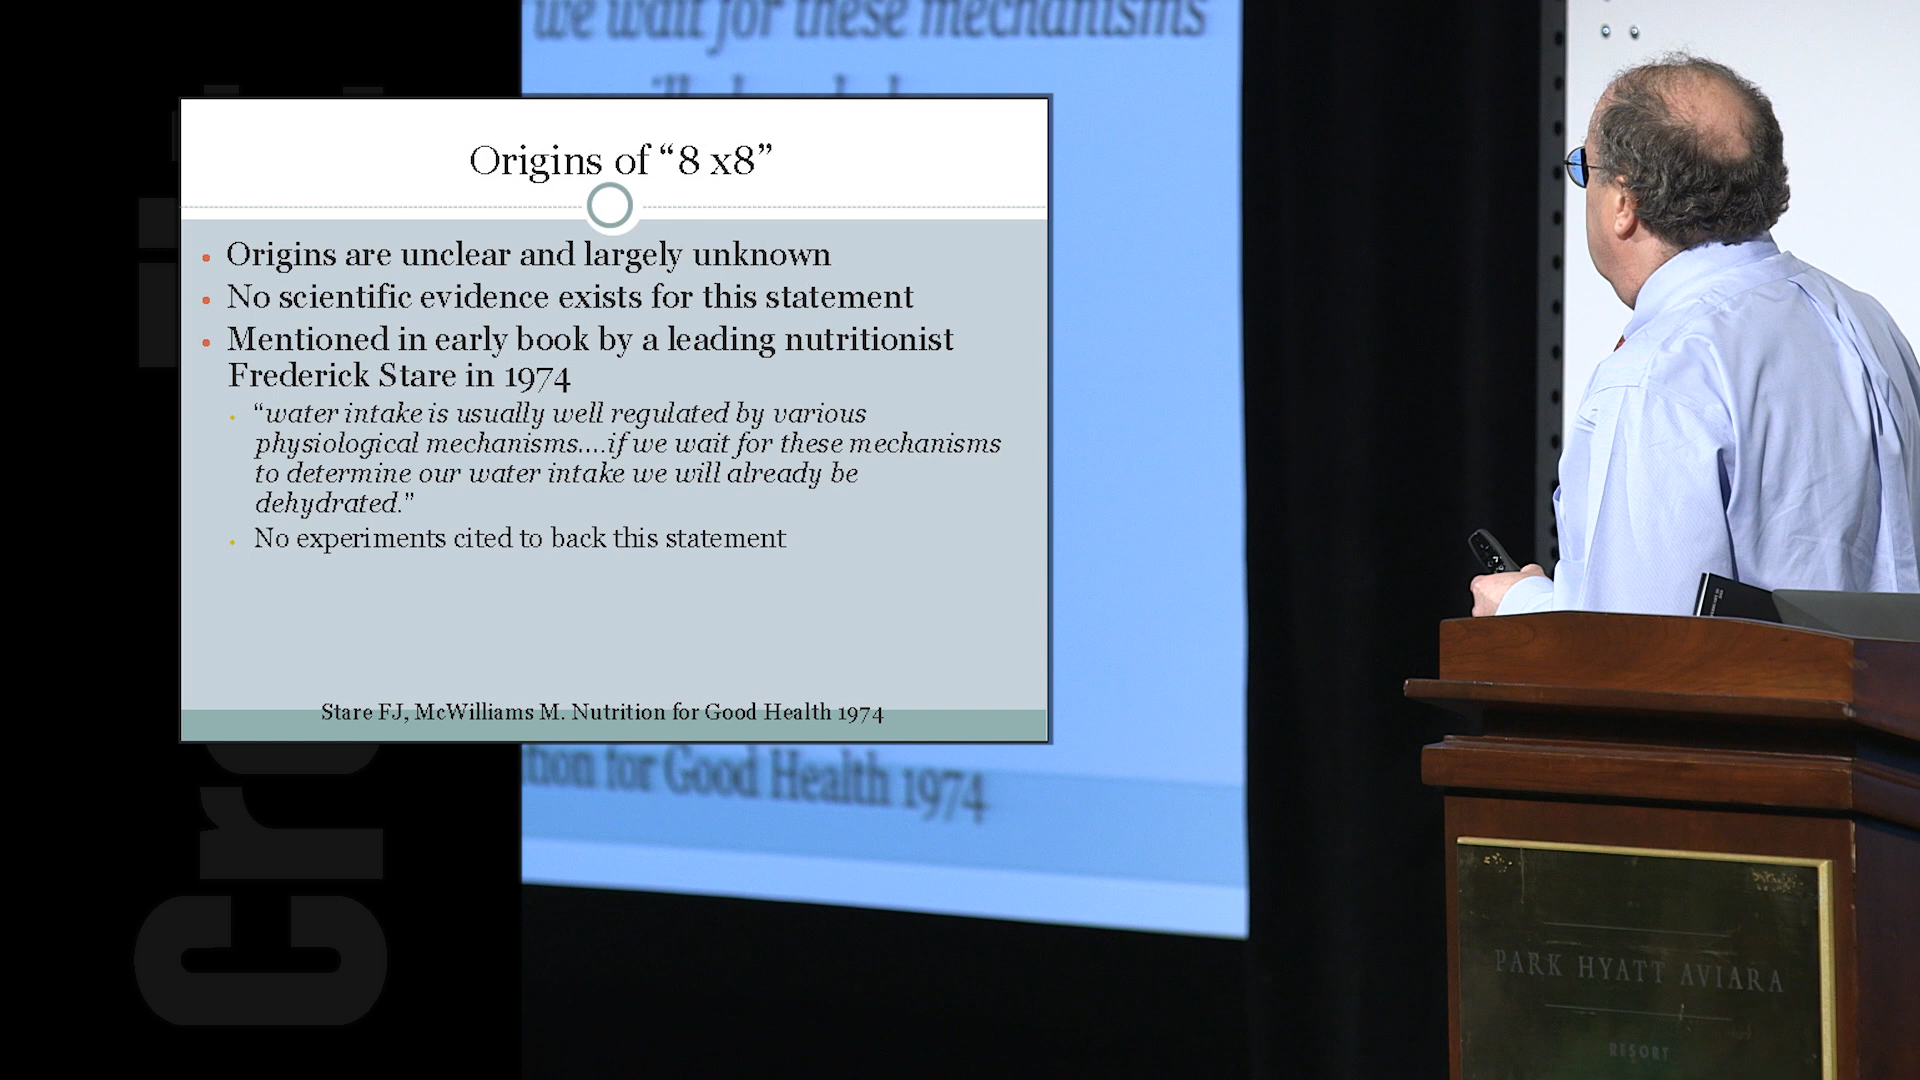 we wait for these mechanisms
Origins of “8 x8”
Origins are unclear and largely unknown
No scientific evidence exists for this statement
Mentioned in early book by a leading nutritionist
Frederick Stare in 1974
“water intake is usually well regulated by various
physiological mechanisms....if we wait for these mechanisms
to determine our water intake we will already be
dehydrated.”
No experiments cited to back this statement
Stare FJ, McWilliams M. Nutrition for Good Health 1974
tion for Good Health 1974
PARK HYATT AVIARA
RESORT